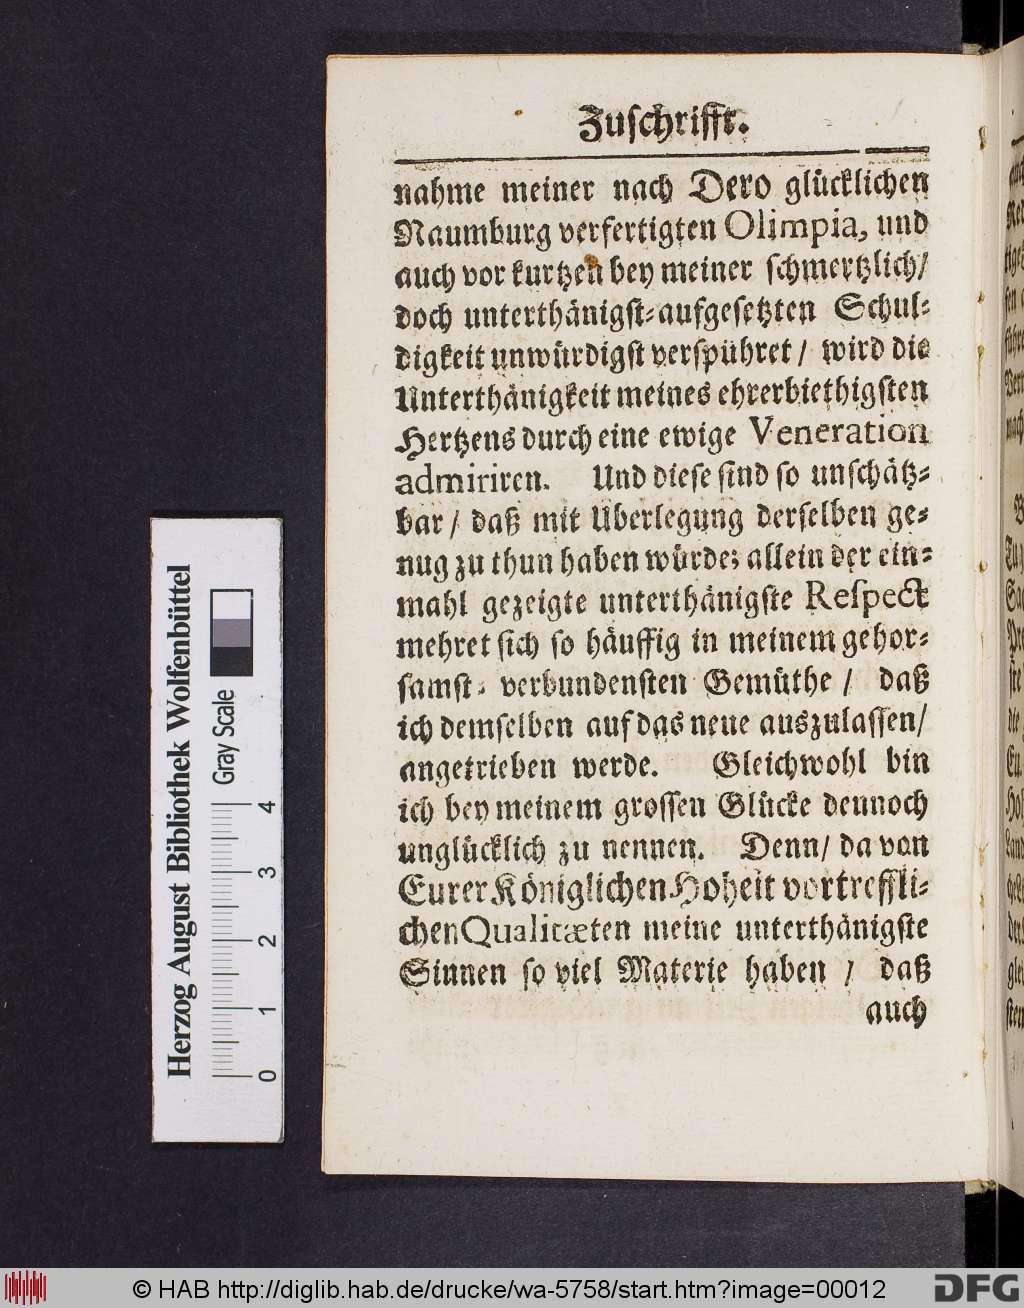 Zuschrifft.
nahme meiner nach Dero glücklichen
Naumburg verfertigten Olimpia, und
auch vor kurtzen bey meiner schmertzlich/
doch unterthänigst-aufgesetzten Schul-
digkeit unwürdigst verspühret / wird die
Unterthänigkeit meines ehrerbiethigsten
Hertzens durch eine ewige Veneration
admiriren. Und diese sind so unschätz-
bar / daß mit Uberlegung derselben ge-
nug zu thun haben würde; allein der ein-
mahl gezeigte unterthänigste Respect
mehret sich so häuffig in meinem gehor-
samst- verbundensten Gemüthe / daß
ich demselben auf das neue auszulassen/
angetrieben werde. Gleichwohl bin
ich bey meinem grossen Glücke dennoch
unglücklich zu nennen. Denn/ da von
Eurer Königlichen Hoheit vortreffli-
chen Qualitæten meine unterthänigste
Sinnen so viel Materie haben / daß
auch
Herzog August Bibliothek Wolfenbüttel
Gray Scale
0 1 2 3 4
© HAB http://diglib.hab.de/drucke/wa-5758/start.htm?image=00012
DFG